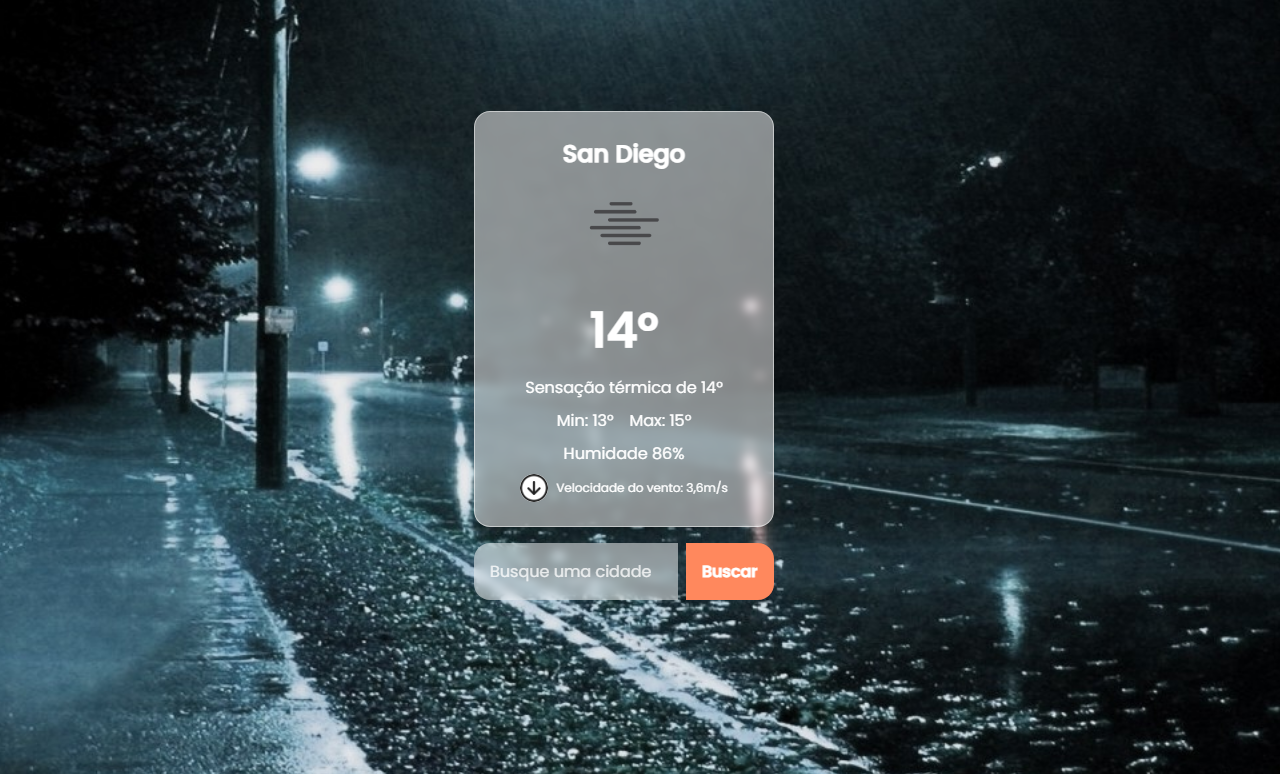 San Diego
14º
Sensação térmica de 14º
Min: 13º Max: 15º
Humidade 86%
Velocidade do vento: 3,6m/s
Busque uma cidade
Buscar